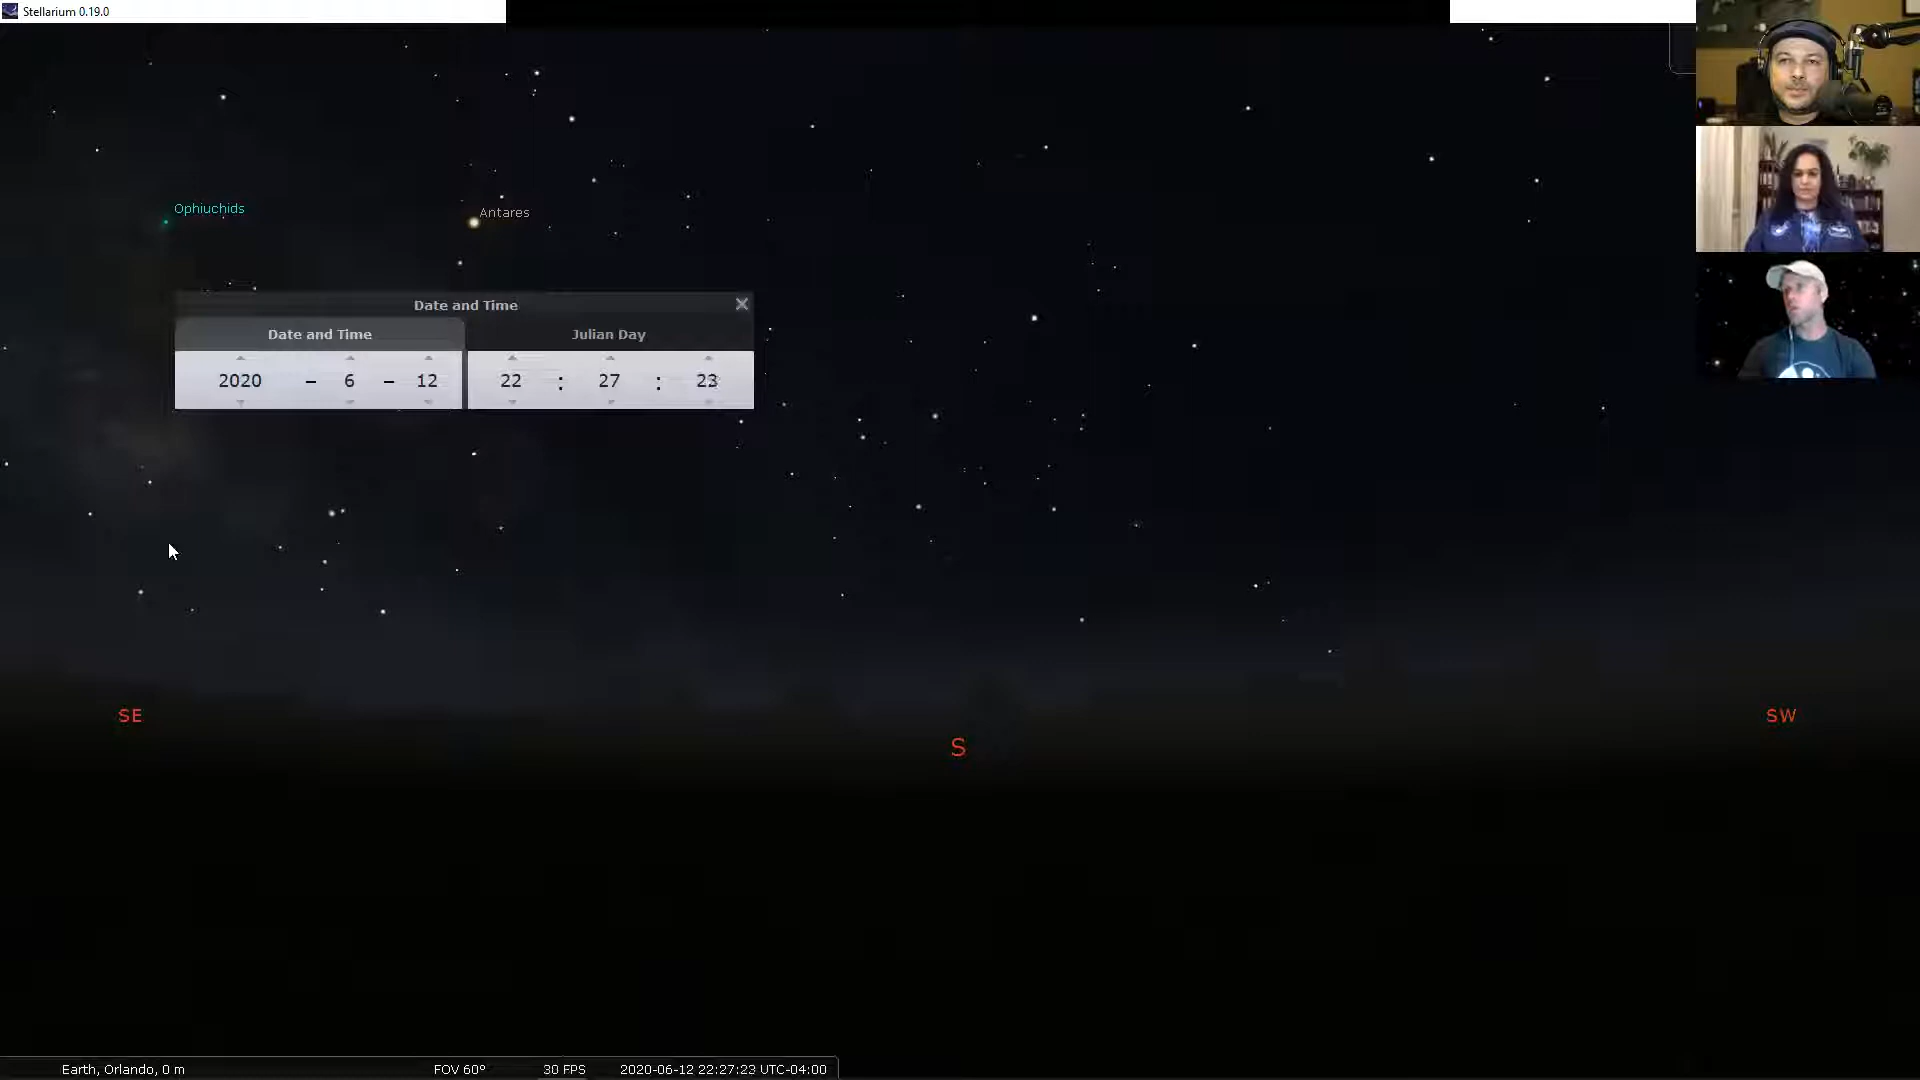 Stellarium 0.19.0
Ophiuchids
Antares
Date and Time
Date and Time
Julian Day
2020 – 6 – 12
22 : 27 : 23
SE
S
SW
Earth, Orlando, 0 m
FOV 60°
30 FPS
2020-06-12 22:27:23 UTC-04:00